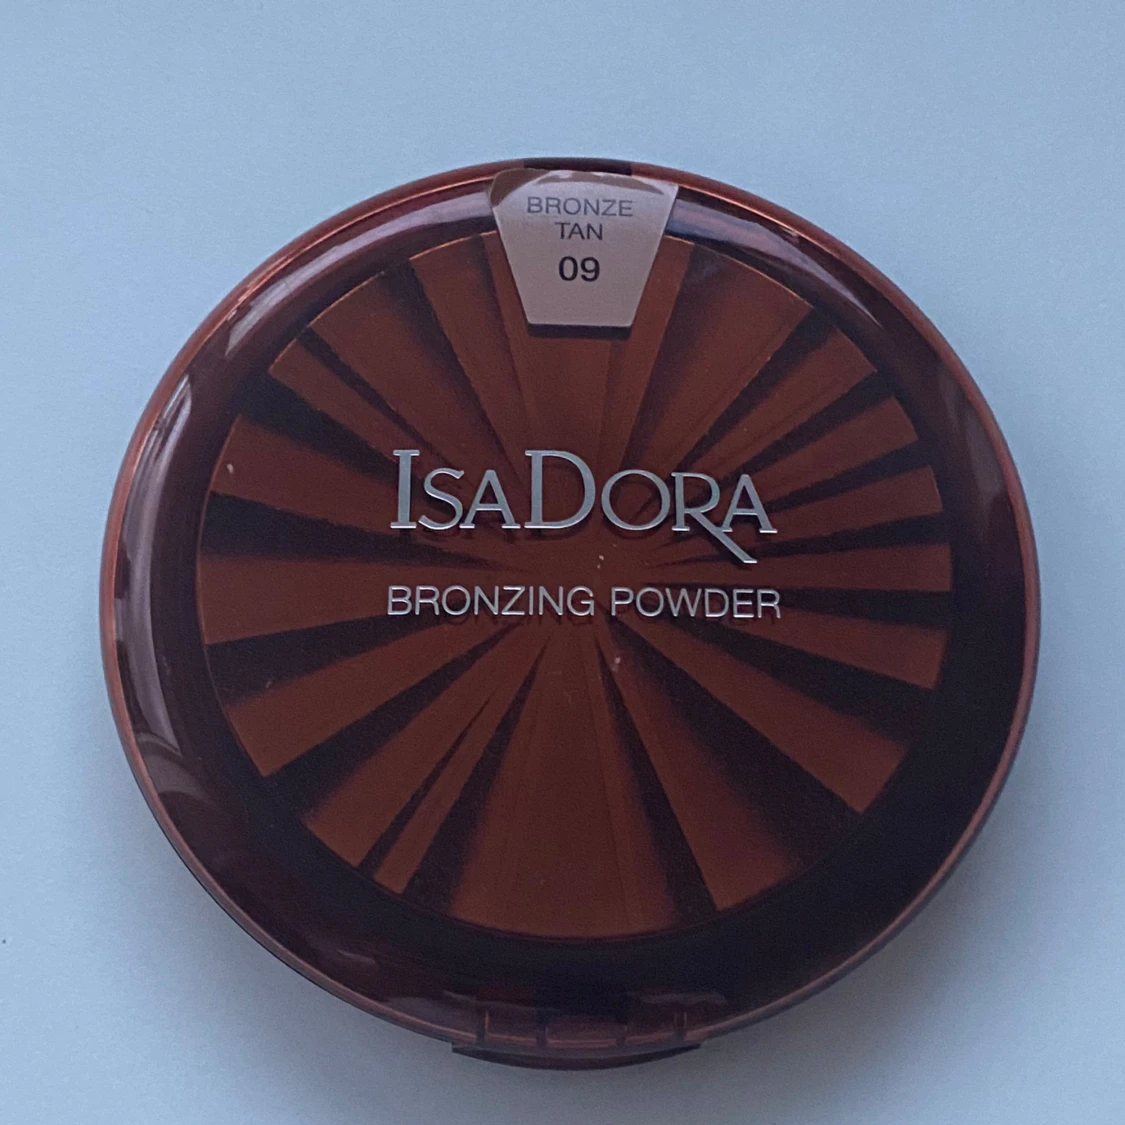 BRONZE
TAN
09
ISADORA
BRONZING POWDER